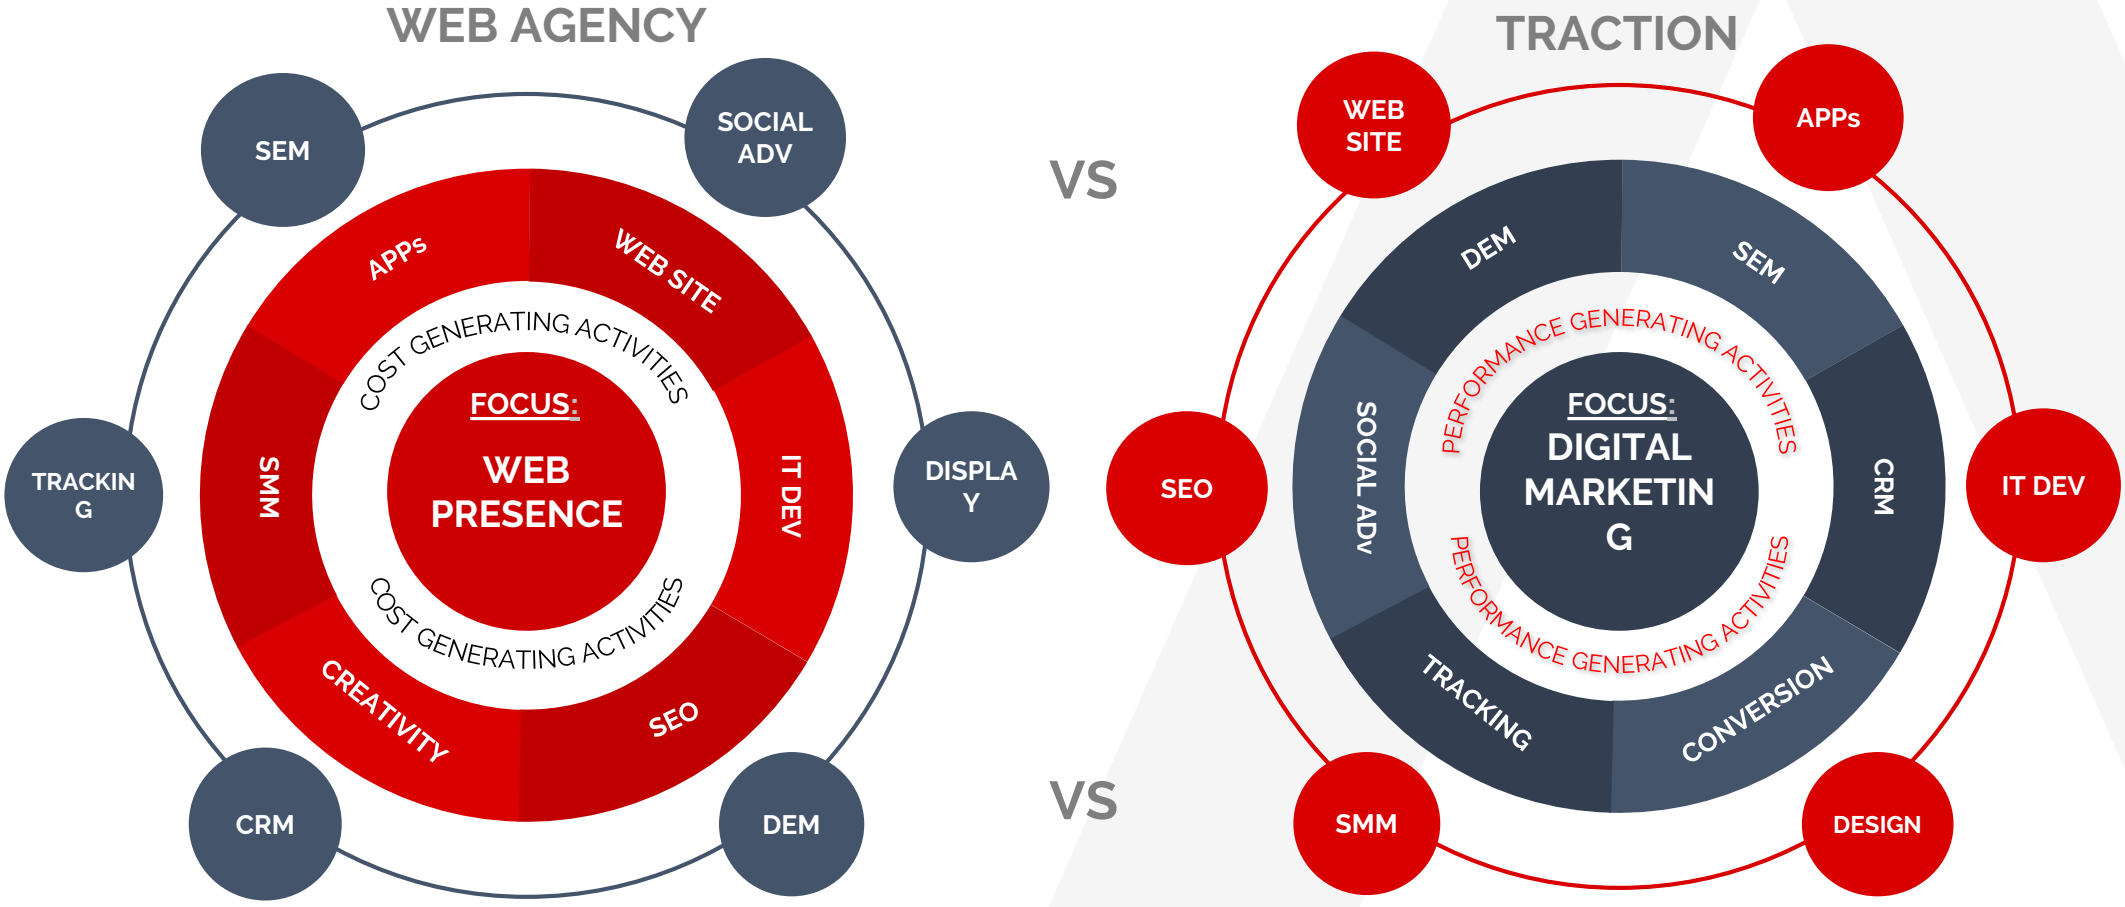 WEB AGENCY
SEM
SOCIAL
ADV
APPs
WEB SITE
COST GENERATING ACTIVITIES
FOCUS:
WEB
PRESENCE
TRACKIN
G
SMM
IT DEV
DISPLA
Y
COST GENERATING ACTIVITIES
CREATIVITY
SEO
CRM
DEM
VS
VS
TRACTION
WEB
SITE
APPs
DEM
SEM
PERFORMANCE GENERATING ACTIVITIES
FOCUS:
DIGITAL
MARKETIN
G
SEO
SOCIAL ADv
CRM
IT DEV
PERFORMANCE GENERATING ACTIVITIES
TRACKING
CONVERSION
SMM
DESIGN